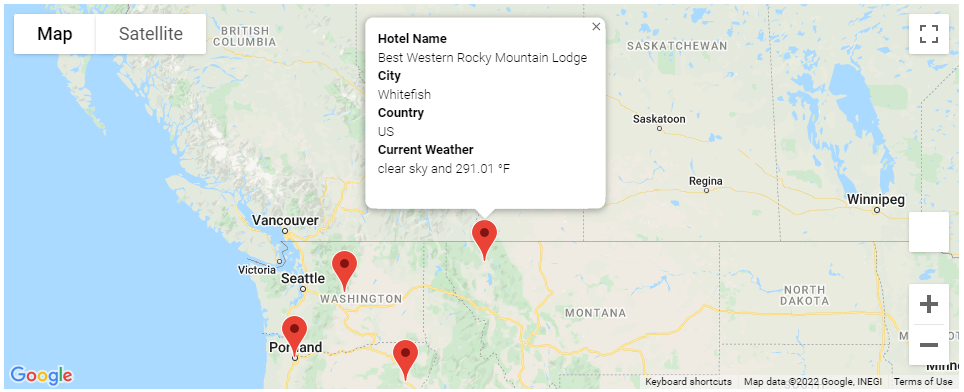 Map
Satellite
BRITISH
COLUMBIA
Hotel Name
Best Western Rocky Mountain Lodge
City
Whitefish
Country
US
Current Weather
clear sky and 291.01 °F
SASKATCHEWAN
Saskatoon
Regina
Winnipeg
Vancouver
Victoria
Seattle
WASHINGTON
MONTANA
NORTH
DAKOTA
Portland
Google
Keyboard shortcuts
Map data ©2022 Google, INEGI
Terms of Use